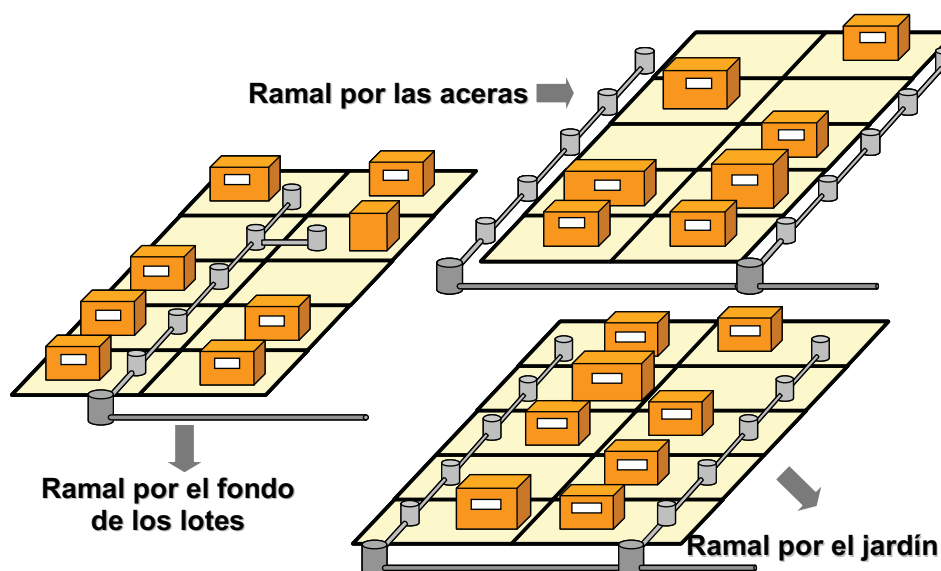 Ramal por las aceras
Ramal por el fondo
de los lotes
Ramal por el jardín